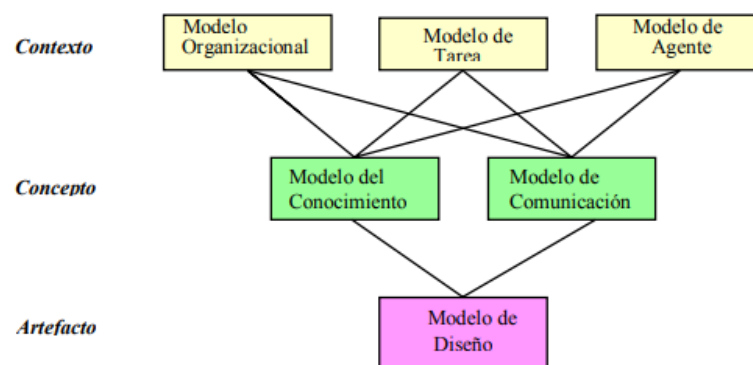 Contexto
Modelo
Organizacional
Modelo de
Tarea
Modelo de
Agente
Concepto
Modelo del
Conocimiento
Modelo de
Comunicación
Artefacto
Modelo de
Diseño